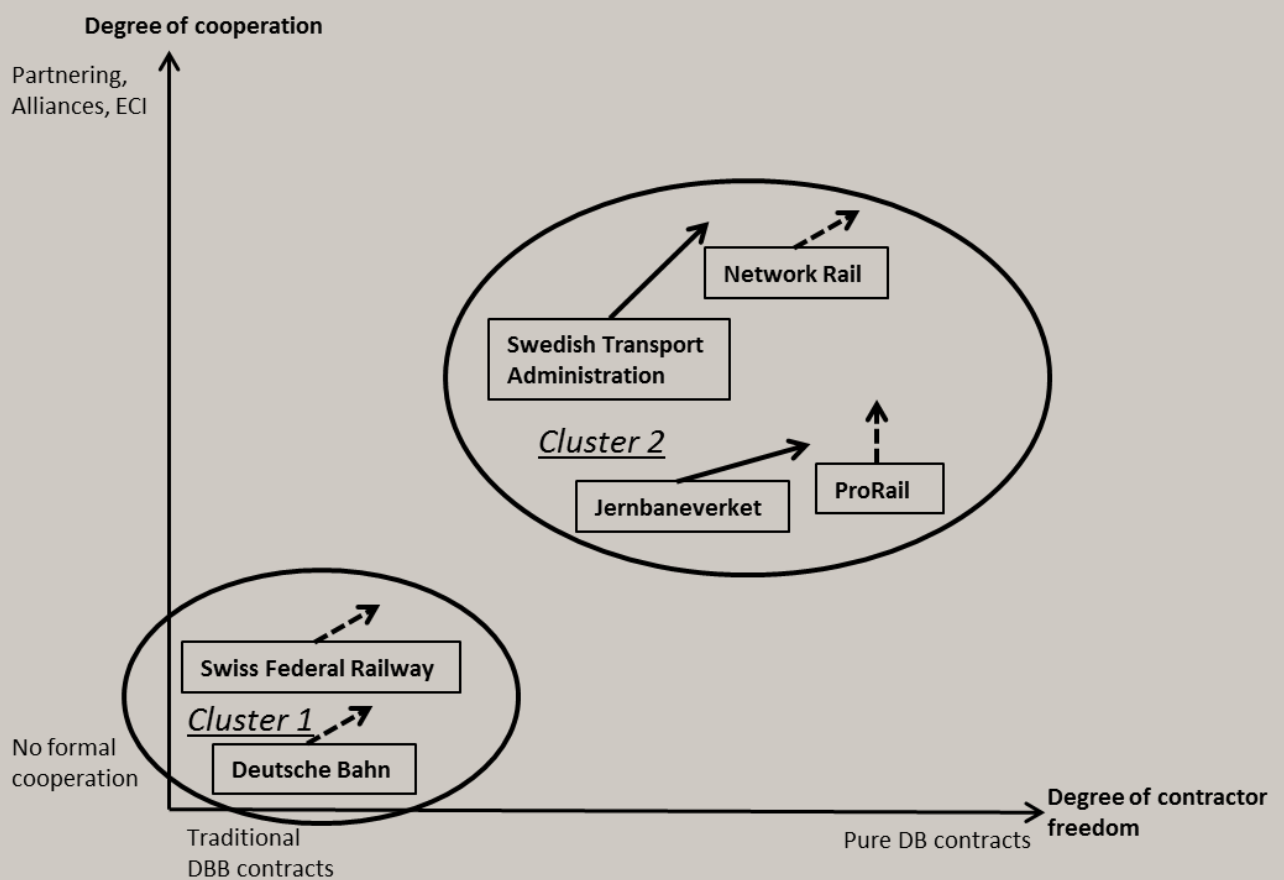 Degree of cooperation
Partnering,
Alliances, ECI
Network Rail
Swedish Transport
Administration
Cluster 2
Jernbaneverket
ProRail
Swiss Federal Railway
Cluster 1
Deutsche Bahn
No formal
cooperation
Degree of contractor
freedom
Traditional
DBB contracts
Pure DB contracts